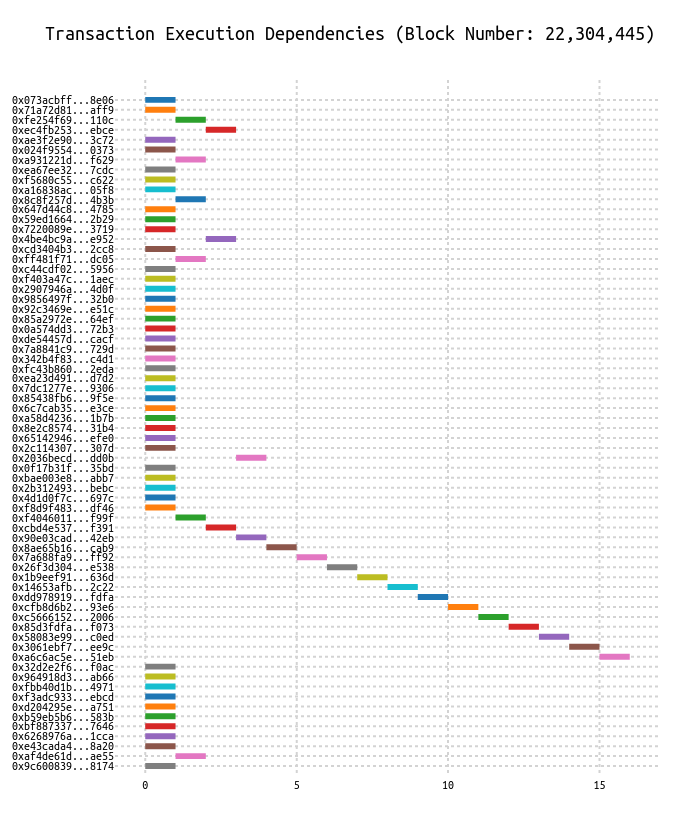 Transaction Execution Dependencies (Block Number: 22,304,445)
0x073acbff...8e06
0x71a72d81...aff9
0xfe254f69...110c
0xec4fb253...ebce
0xae3f2e90...3c72
0x024f9554...0373
0xa931221d...f629
0xea67ee32...7cdc
0xf5680c55...c622
0xa16838ac...05f8
0x8c8f257d...4b3b
0x647d44c8...4785
0x59ed1664...2b29
0x7220089e...3719
0x4be4bc9a...e952
0xcd3404b3...2cc8
0xff481f71...dc05
0xc44cdf02...5956
0xf403a47c...1aec
0x2907946a...4d0f
0x9856497f...32b0
0x92c3469e...e51c
0x85a2972e...64ef
0x0a574dd3...72b3
0xde54457d...cacf
0x7a8841c9...729d
0x342b4f83...c4d1
0xfc43b860...2eda
0xea23d491...d7d2
0x7dc1277e...9306
0x85438fb6...9f5e
0x6c7cab35...e3ce
0xa58d4236...1b7b
0x8e2c8574...31b4
0x65142946...efe0
0x2c114307...307d
0x2036becd...dd0b
0x0f17b31f...35bd
0xbae003e8...abb7
0x2b312493...bebc
0x4d1d0f7c...697c
0xf8d9f483...df46
0xf4046011...f99f
0xcbd4e537...f391
0x90e03cad...42eb
0x8ae65b16...cab9
0x7a688fa9...ff92
0x26f3d304...e538
0x1b9eef91...636d
0x14653afb...2c22
0xdd978919...fdfa
0xcfb8d6b2...93e6
0xc5666152...2006
0x85d3fdfa...f073
0x58083e99...c0ed
0x3061ebf7...ee9c
0xa6c6ac5e...51eb
0x32d2e2f6...f0ac
0x964918d3...ab66
0xfbb40d1b...4971
0xf3adc933...ebcd
0xd204295e...a751
0xb59eb5b6...583b
0xbf887337...7646
0x6268976a...1cca
0xe43cada4...8a20
0xaf4de61d...ae55
0x9c600839...8174
0 5 10 15